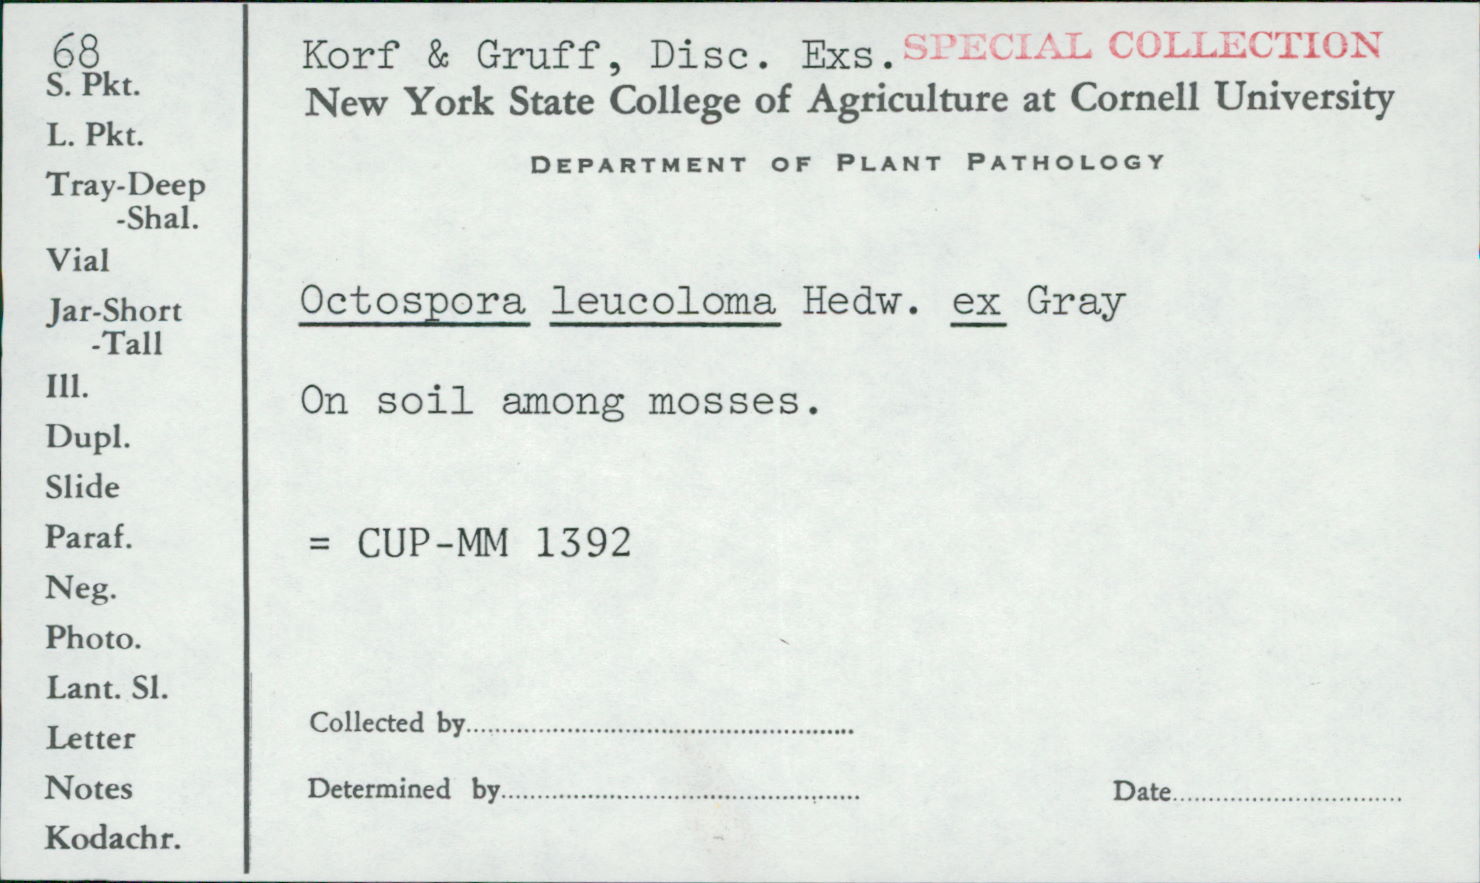 68
S. Pkt.
L. Pkt.
Tray-Deep
-Shal.
Vial
Jar-Short
-Tall
Ill.
Dupl.
Slide
Paraf.
Neg.
Photo.
Lant. Sl.
Letter
Notes
Kodachr.
Korf & Gruff, Disc. Exs. SPECIAL COLLECTION
New York State College of Agriculture at Cornell University
DEPARTMENT OF PLANT PATHOLOGY
Octospora leucoloma Hedw. ex Gray
On soil among mosses.
= CUP-MM 1392
Collected by
Determined by Date